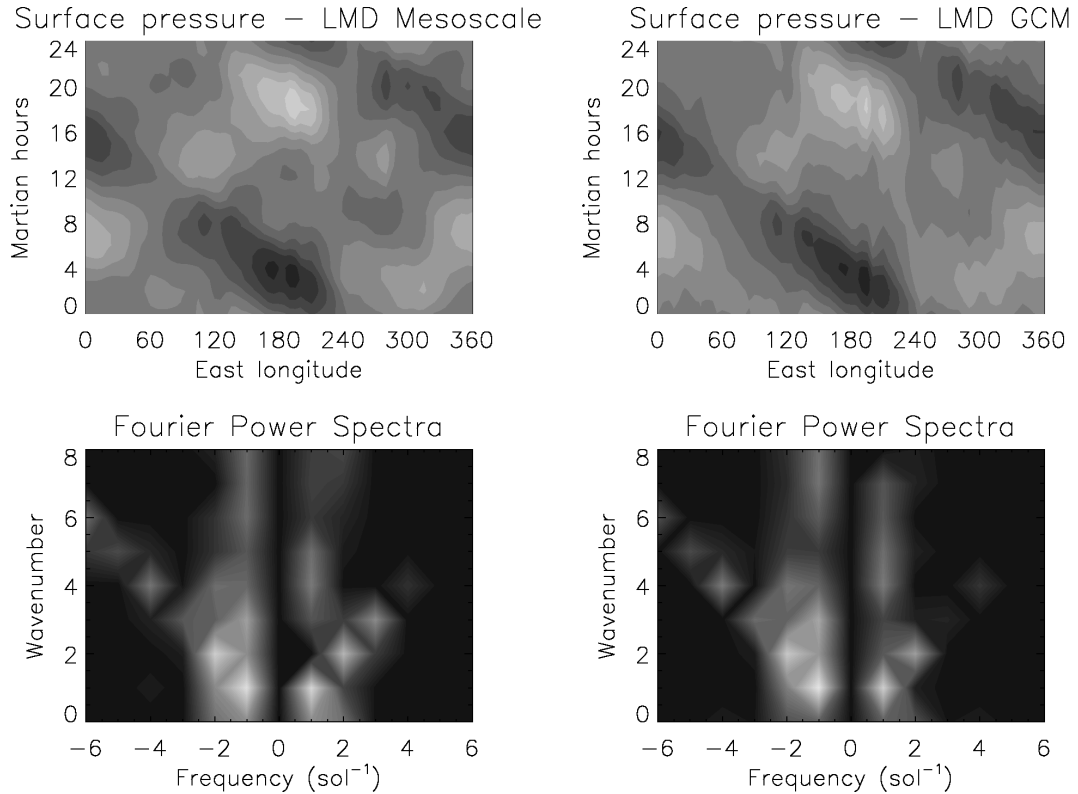 Surface pressure – LMD Mesoscale
Martian hours
24
20
16
12
8
4
0
0 60 120 180 240 300 360
East longitude
Surface pressure – LMD GCM
Martian hours
24
20
16
12
8
4
0
0 60 120 180 240 300 360
East longitude
Fourier Power Spectra
Wavenumber
8
6
4
2
0
−6 −4 −2 0 2 4 6
Frequency (sol⁻¹)
Fourier Power Spectra
Wavenumber
8
6
4
2
0
−6 −4 −2 0 2 4 6
Frequency (sol⁻¹)